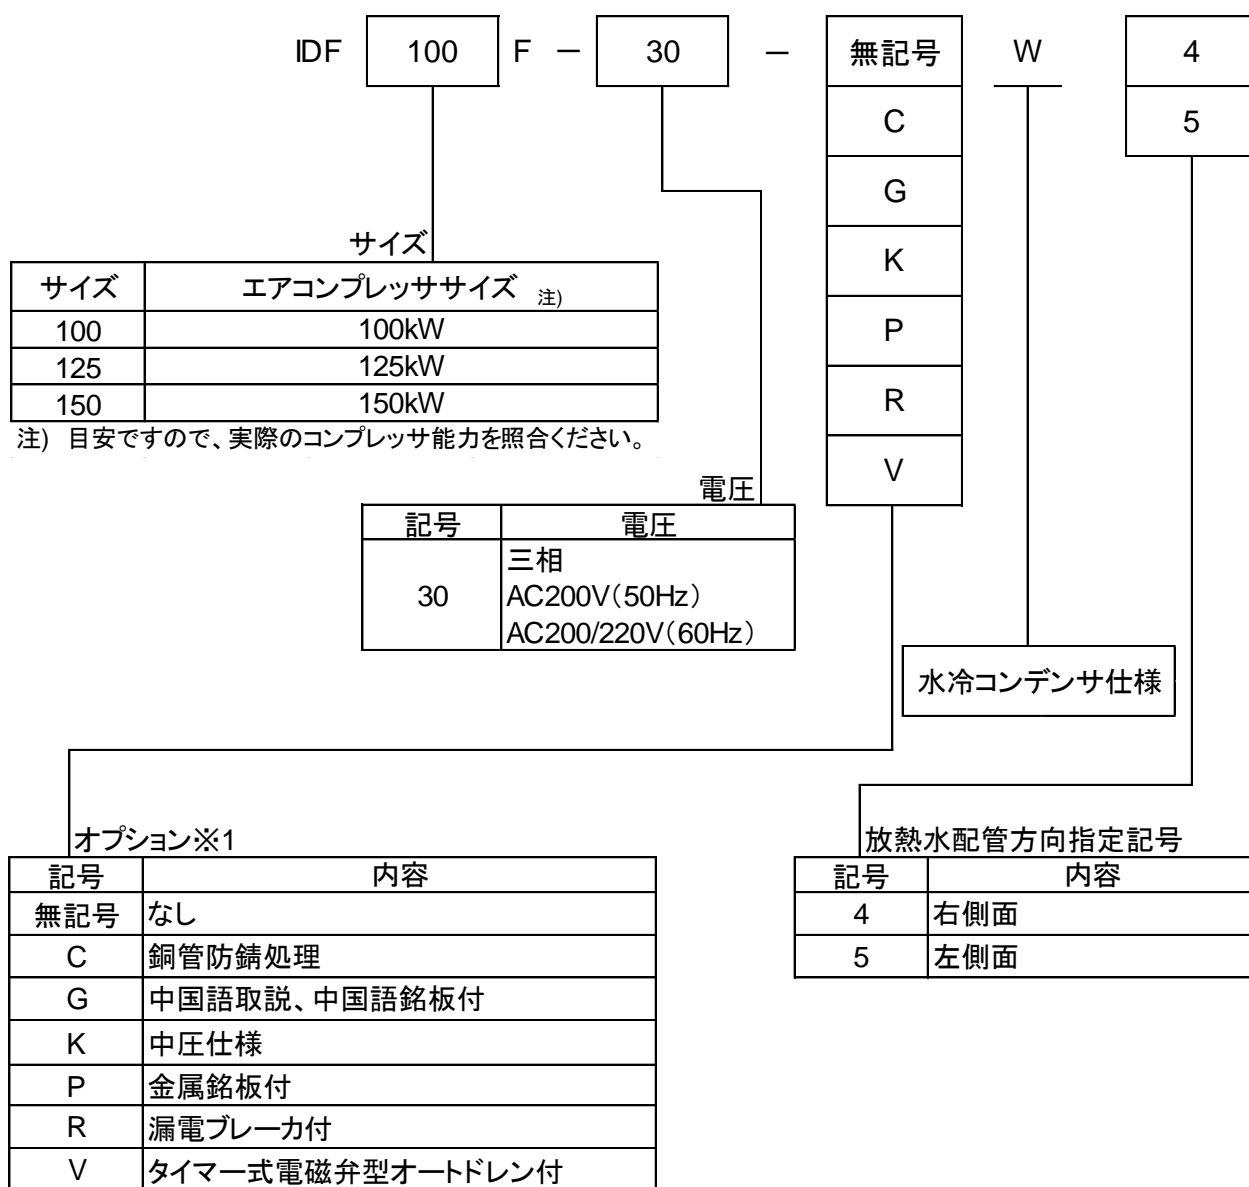 IDF 100 F － 30 － 無記号 W 4
C 5
G
K
P
R
V
サイズ
サイズ エアコンプレッササイズ 注)
100 100kW
125 125kW
150 150kW
注) 目安ですので、実際のコンプレッサ能力を照合ください。
電圧
記号 電圧
30 三相
AC200V(50Hz)
AC200/220V(60Hz)
水冷コンデンサ仕様
オプション※1
記号 内容
無記号 なし
C 銅管防錆処理
G 中国語取説、中国語銘板付
K 中圧仕様
P 金属銘板付
R 漏電ブレーカ付
V タイマー式電磁弁型オートドレン付
放熱水配管方向指定記号
記号 内容
4 右側面
5 左側面